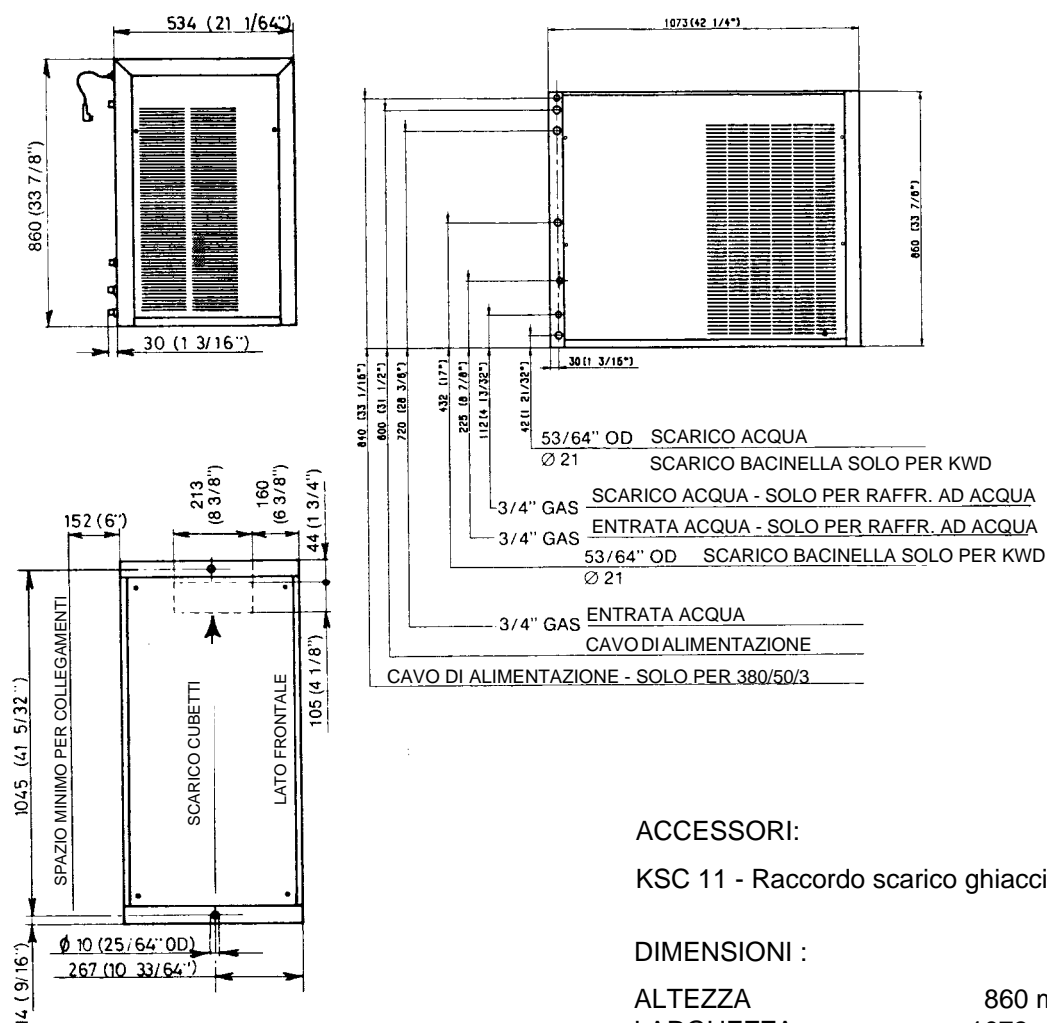 534 (21 1/64")
860 (33 7/8")
30 (1 3/16")
1073(42 1/4")
860 (33 7/8")
30(1 3/16")
840 (33 1/16")
800 (31 1/2")
720 (28 3/8")
432 (17")
225 (8 7/8")
112(4 13/32")
42(1 21/32")
53/64" OD SCARICO ACQUA
Ø 21
SCARICO BACINELLA SOLO PER KWD
3/4" GAS SCARICO ACQUA - SOLO PER RAFFR. AD ACQUA
3/4" GAS ENTRATA ACQUA - SOLO PER RAFFR. AD ACQUA
53/64" OD SCARICO BACINELLA SOLO PER KWD
Ø 21
3/4" GAS ENTRATA ACQUA
CAVO DI ALIMENTAZIONE
CAVO DI ALIMENTAZIONE - SOLO PER 380/50/3
152 (6")
213
(8 3/8")
160
(6 3/8")
44 (1 3/4")
105 (4 1/8")
1045 (41 5/32")
SPAZIO MINIMO PER COLLEGAMENTI
SCARICO CUBETTI
LATO FRONTALE
14 (9/16")
Ø 10 (25/64" OD)
267 (10 33/64")
ACCESSORI:
KSC 11 - Raccordo scarico ghiacci
DIMENSIONI :
ALTEZZA 860 m